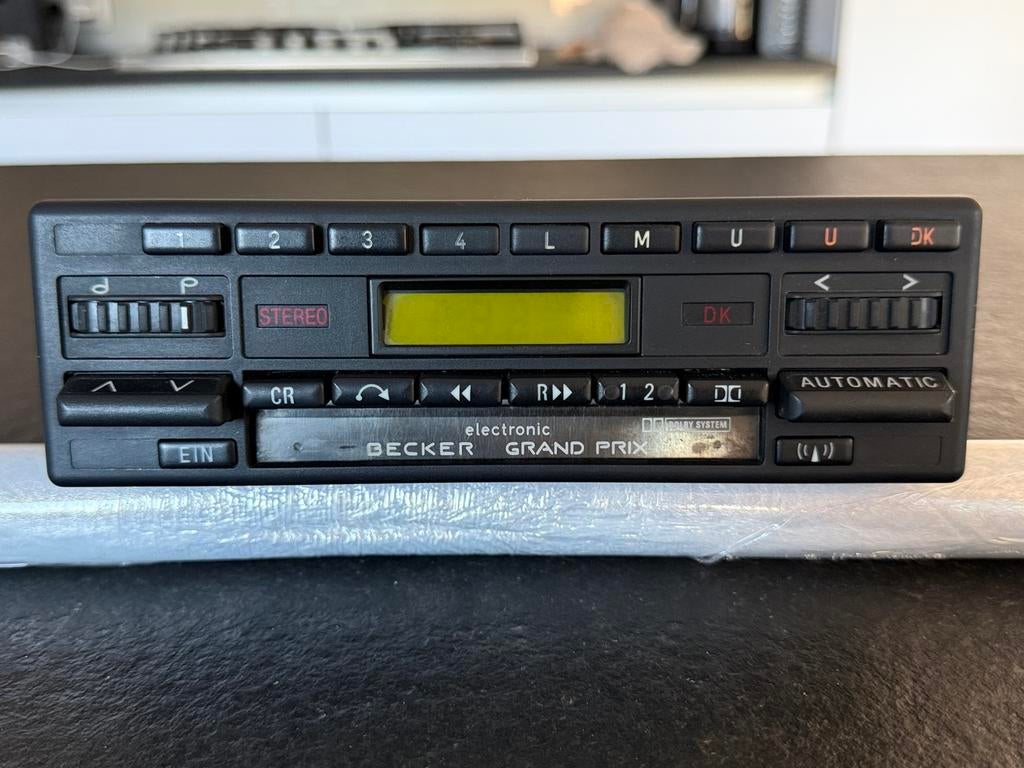 1 2 3 4 L M U U DK
STEREO DK
CR R 1 2 AUTOMATIC
electronic DOLBY SYSTEM
BECKER GRAND PRIX
EIN